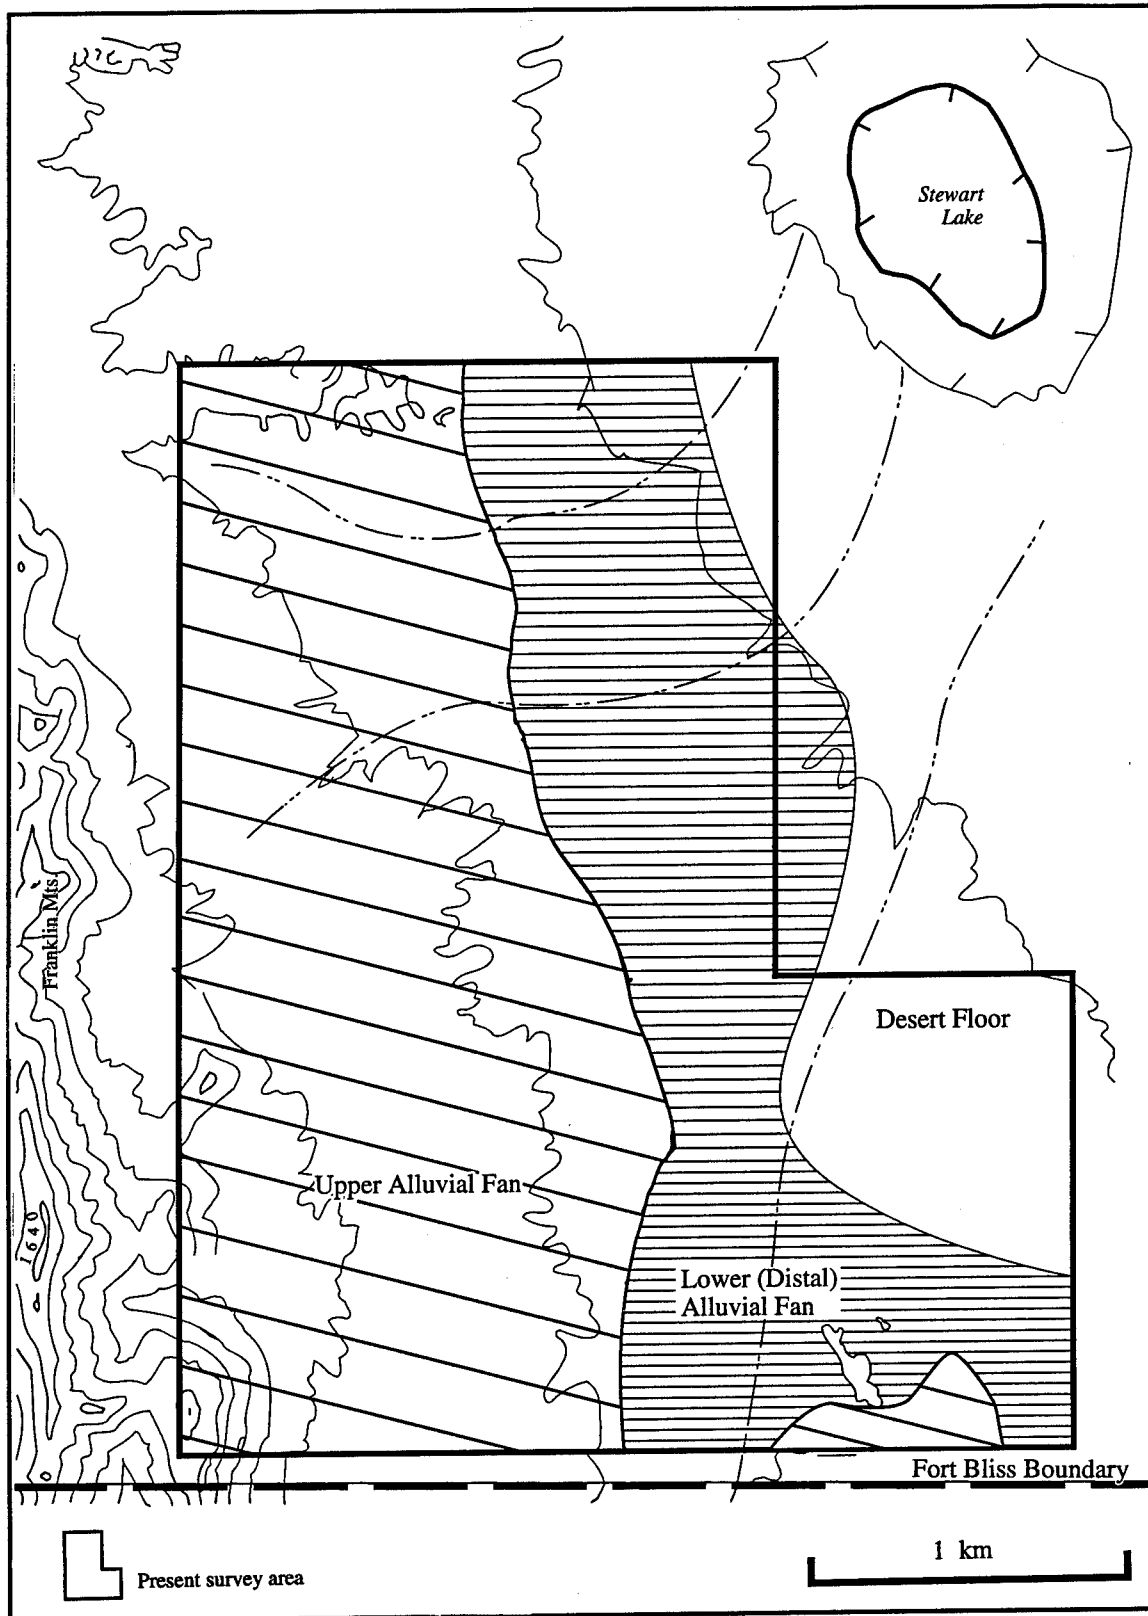 Stewart
Lake
Franklin Mts.
Desert Floor
Upper Alluvial Fan
1640
Lower (Distal)
Alluvial Fan
Fort Bliss Boundary
1 km
Present survey area